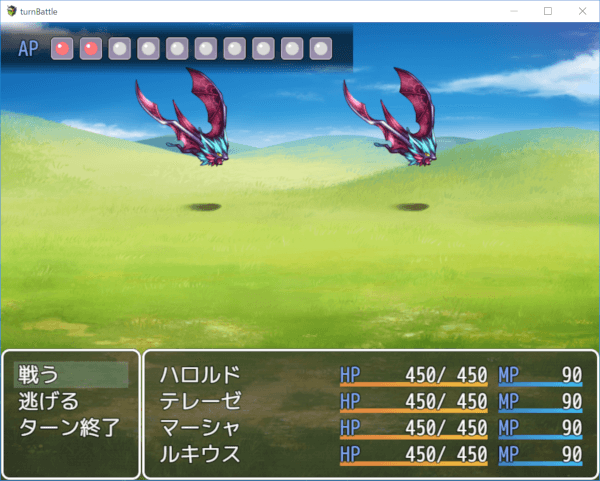 turnBattle
AP
戦う
逃げる
ターン終了
ハロルド HP 450/ 450 MP 90
テレーゼ HP 450/ 450 MP 90
マーシャ HP 450/ 450 MP 90
ルキウス HP 450/ 450 MP 90